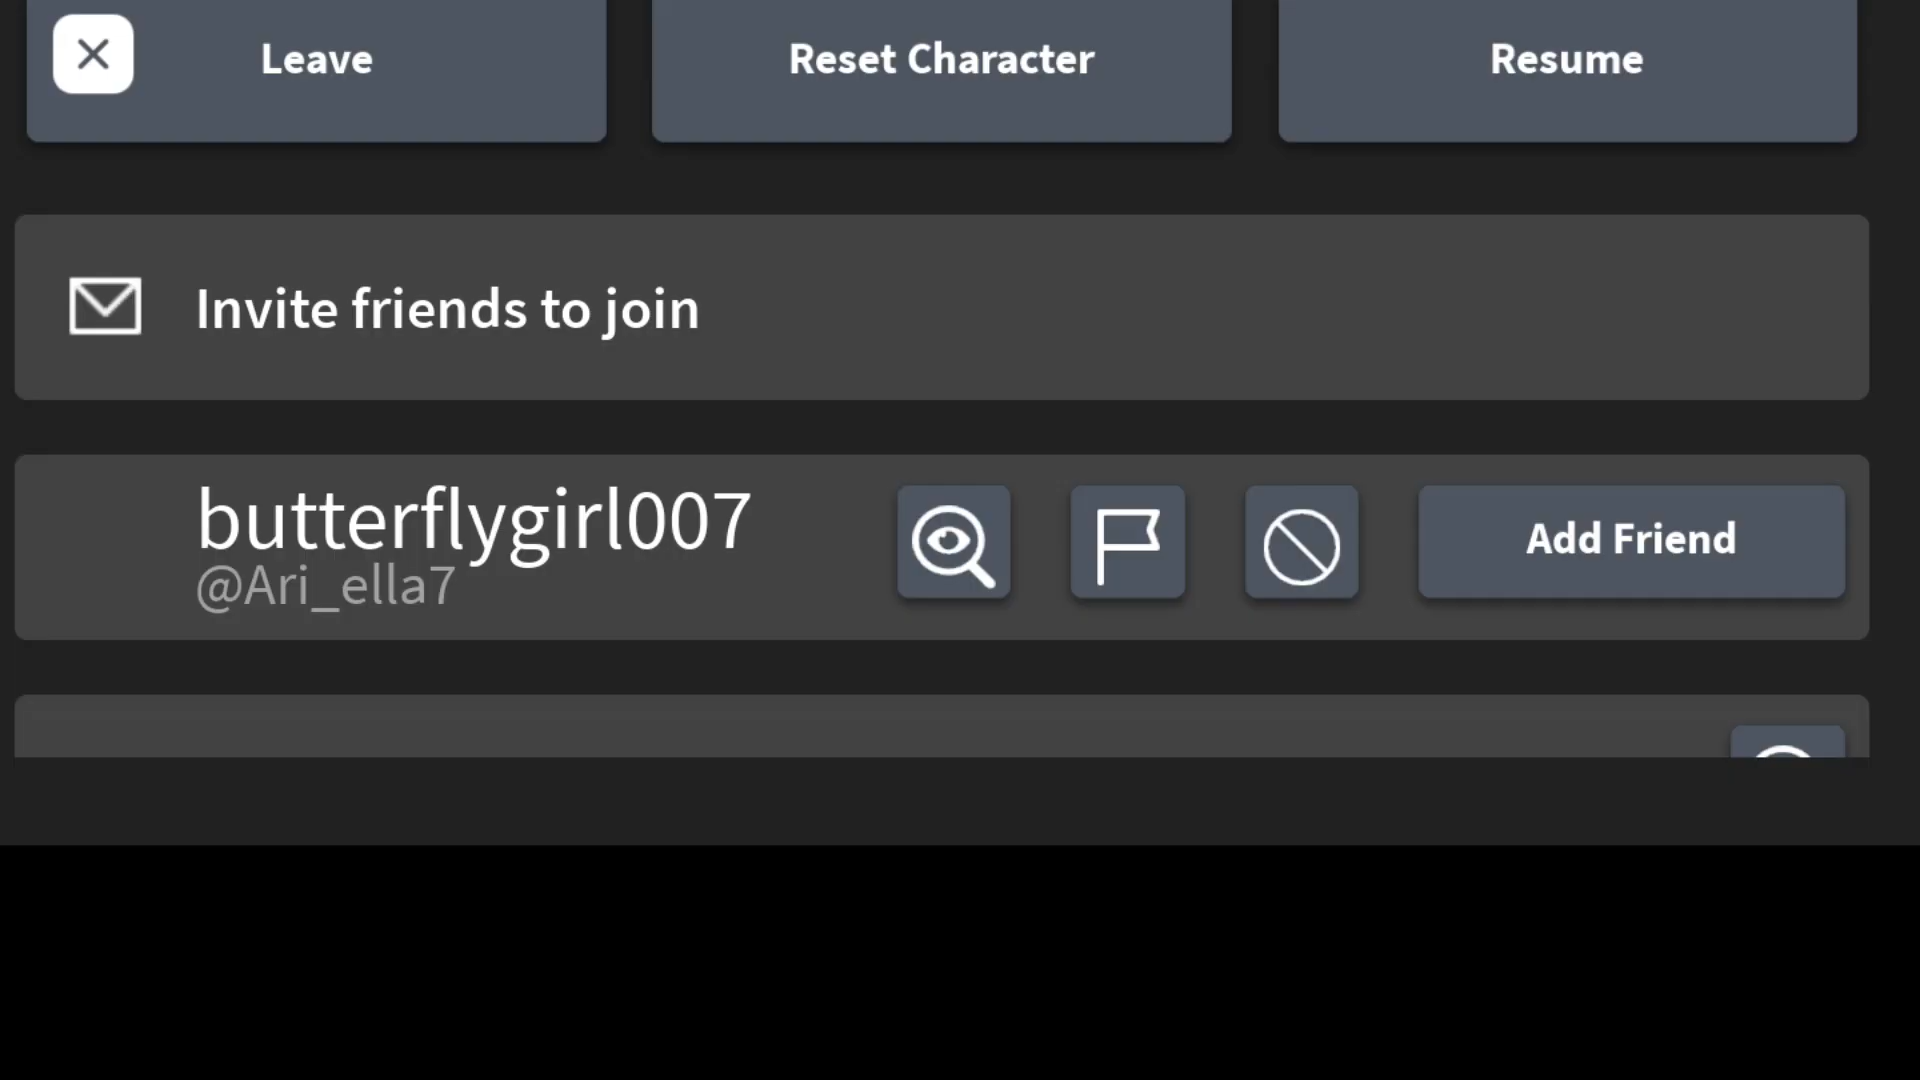 Leave
Reset Character
Resume
Invite friends to join
butterflygirl007
@Ari_ella7
Add Friend